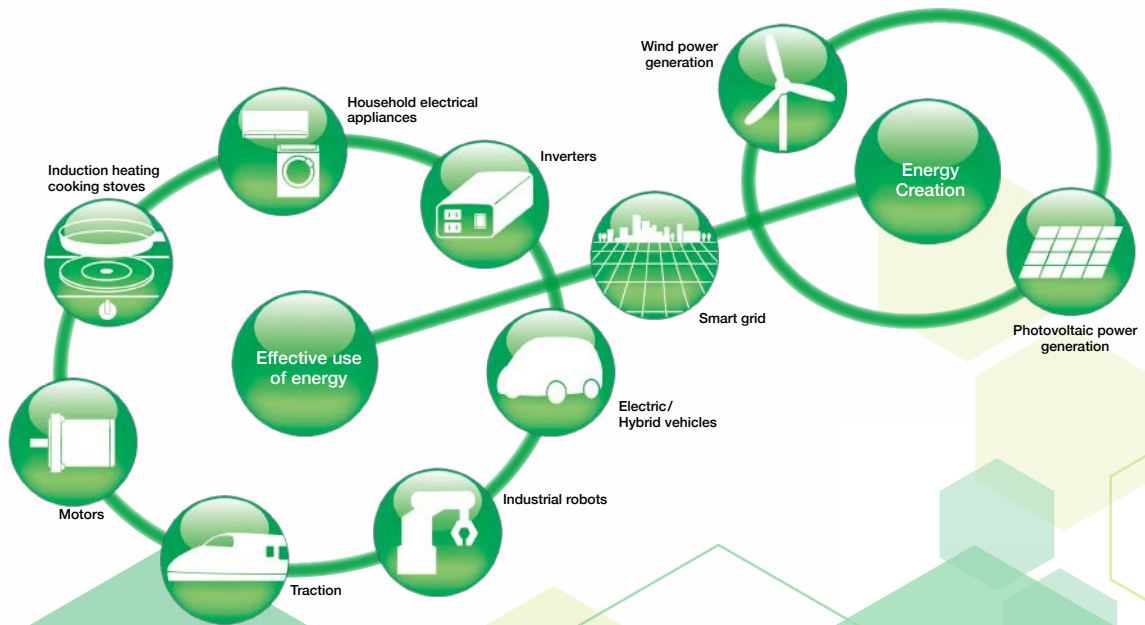 Wind power
generation
Household electrical
appliances
Inverters
Induction heating
cooking stoves
Energy
Creation
Smart grid
Photovoltaic power
generation
Effective use
of energy
Electric/
Hybrid vehicles
Industrial robots
Motors
Traction